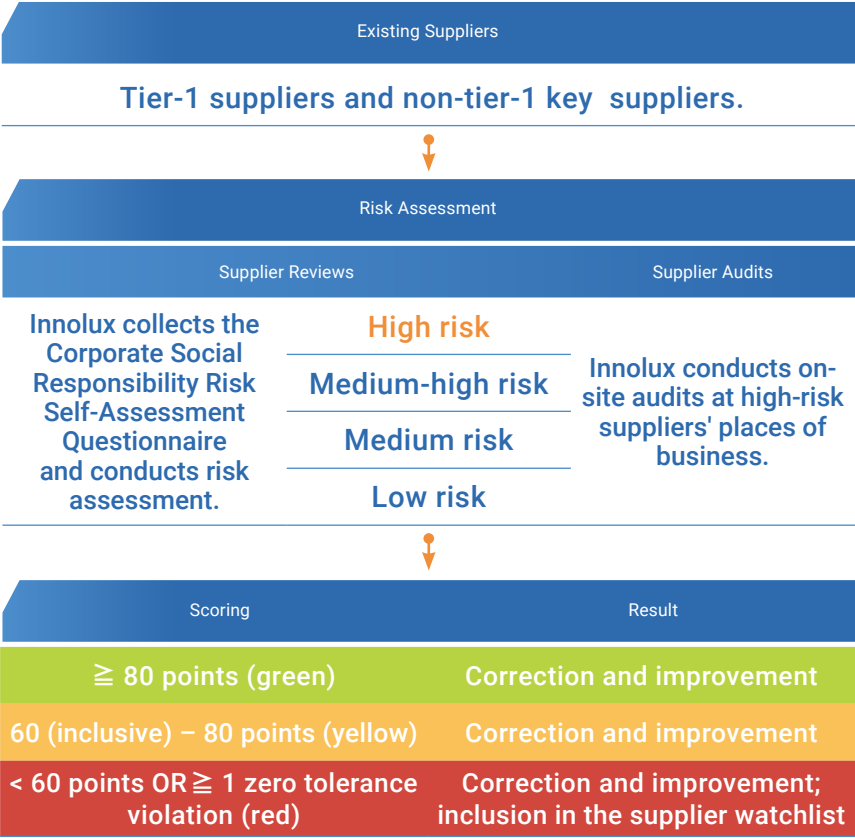 Existing Suppliers
Tier-1 suppliers and non-tier-1 key suppliers.
Risk Assessment
Supplier Reviews
Supplier Audits
Innolux collects the
Corporate Social
Responsibility Risk
Self-Assessment
Questionnaire
and conducts risk
assessment.
High risk
Medium-high risk
Medium risk
Low risk
Innolux conducts on-
site audits at high-risk
suppliers' places of
business.
Scoring
Result
≧ 80 points (green)
Correction and improvement
60 (inclusive) – 80 points (yellow)
Correction and improvement
< 60 points OR ≧ 1 zero tolerance
violation (red)
Correction and improvement;
inclusion in the supplier watchlist